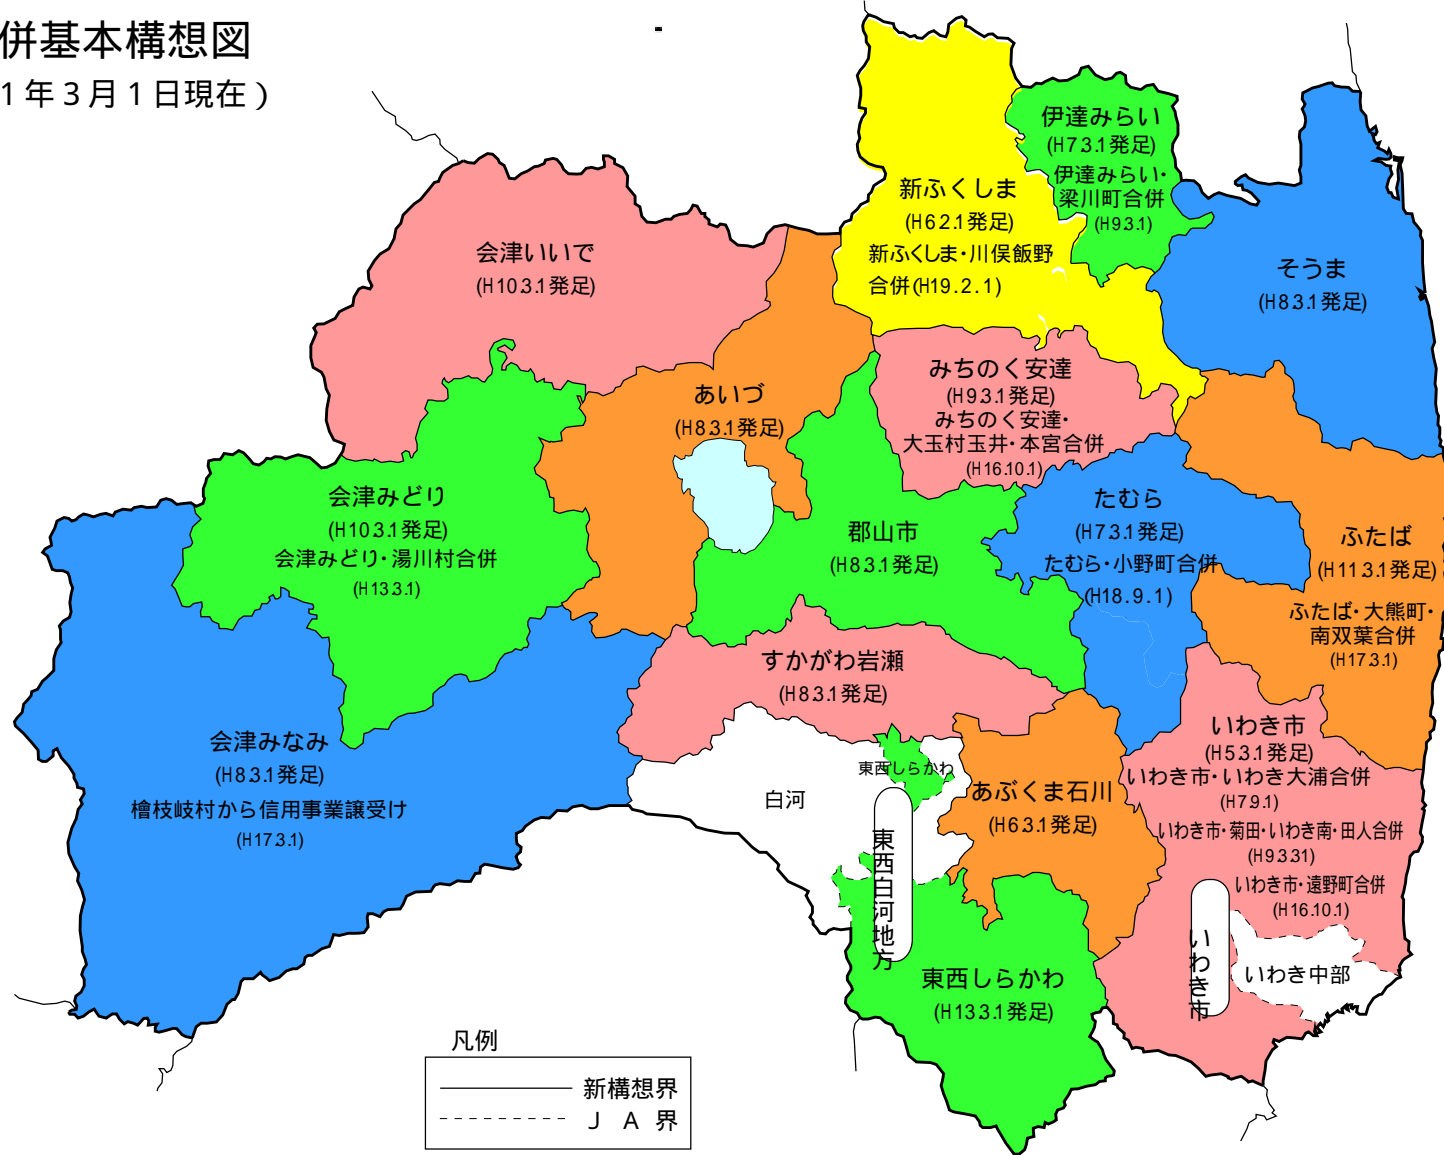 併基本構想図
1年3月1日現在）
伊達みらい
(H7.3.1発足)
伊達みらい・
梁川町合併
(H9.3.1)
新ふくしま
(H6.2.1発足)
新ふくしま・川俣飯野
合併(H19.2.1)
会津いいで
(H10.3.1発足)
そうま
(H8.3.1発足)
みちのく安達
(H9.3.1発足)
みちのく安達・
大玉村玉井・本宮合併
(H16.10.1)
あいづ
(H8.3.1発足)
会津みどり
(H10.3.1発足)
会津みどり・湯川村合併
(H13.3.1)
郡山市
(H8.3.1発足)
たむら
(H7.3.1発足)
たむら・小野町合併
(H18.9.1)
ふたば
(H11.3.1発足)
ふたば・大熊町・
南双葉合併
(H17.3.1)
すかがわ岩瀬
(H8.3.1発足)
会津みなみ
(H8.3.1発足)
檜枝岐村から信用事業譲受け
(H17.3.1)
白河
東西しらかわ
東西白河地方
あぶくま石川
(H6.3.1発足)
いわき市
(H5.3.1発足)
いわき市・いわき大浦合併
(H7.9.1)
いわき市・菊田・いわき南・田人合併
(H9.3.31)
いわき市・遠野町合併
(H16.10.1)
いわき市
いわき中部
東西しらかわ
(H13.3.1発足)
凡例
新構想界
ＪＡ界